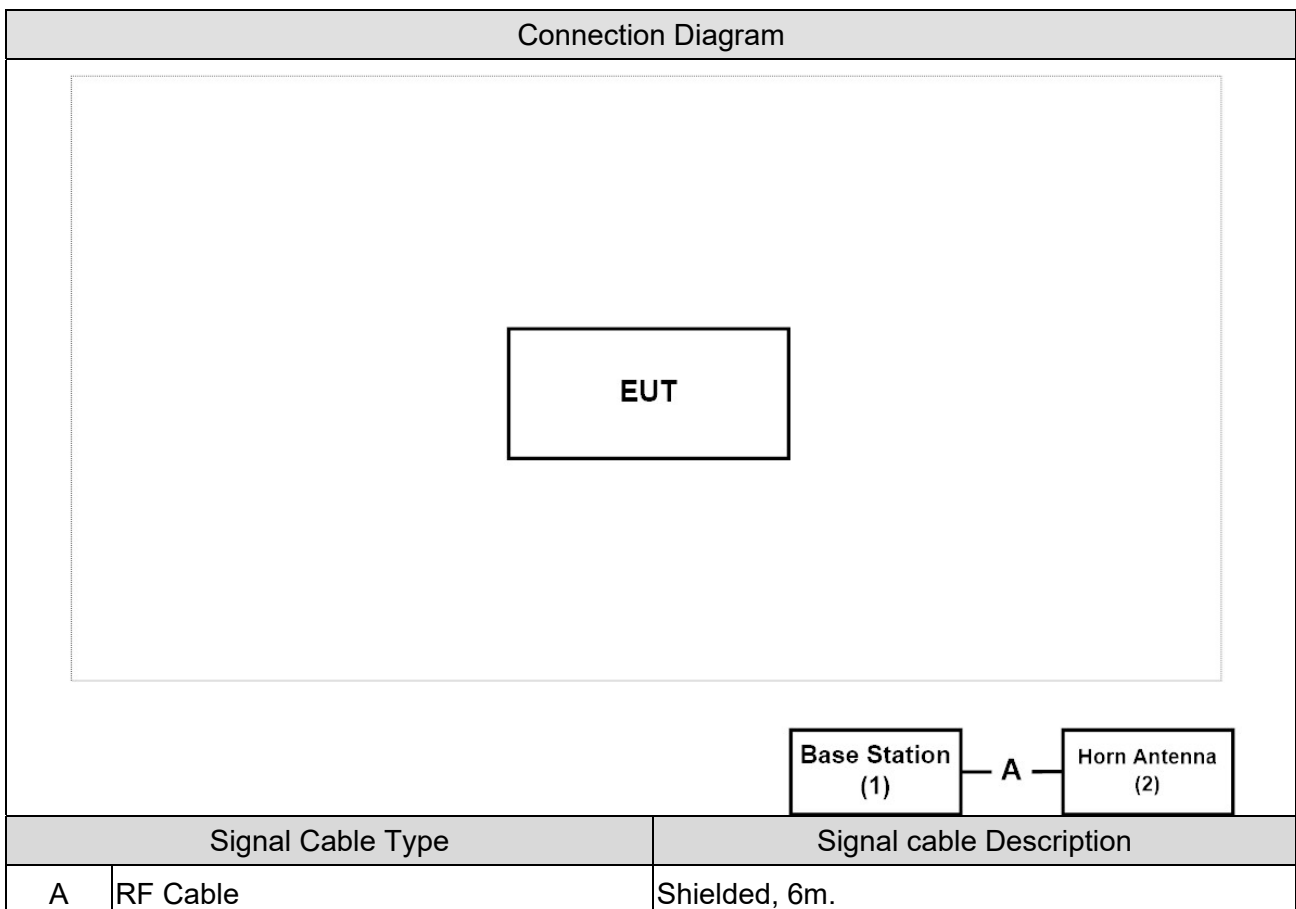 Connection Diagram
EUT
Base Station
(1)
A
Horn Antenna
(2)
Signal Cable Type Signal cable Description
A RF Cable Shielded, 6m.